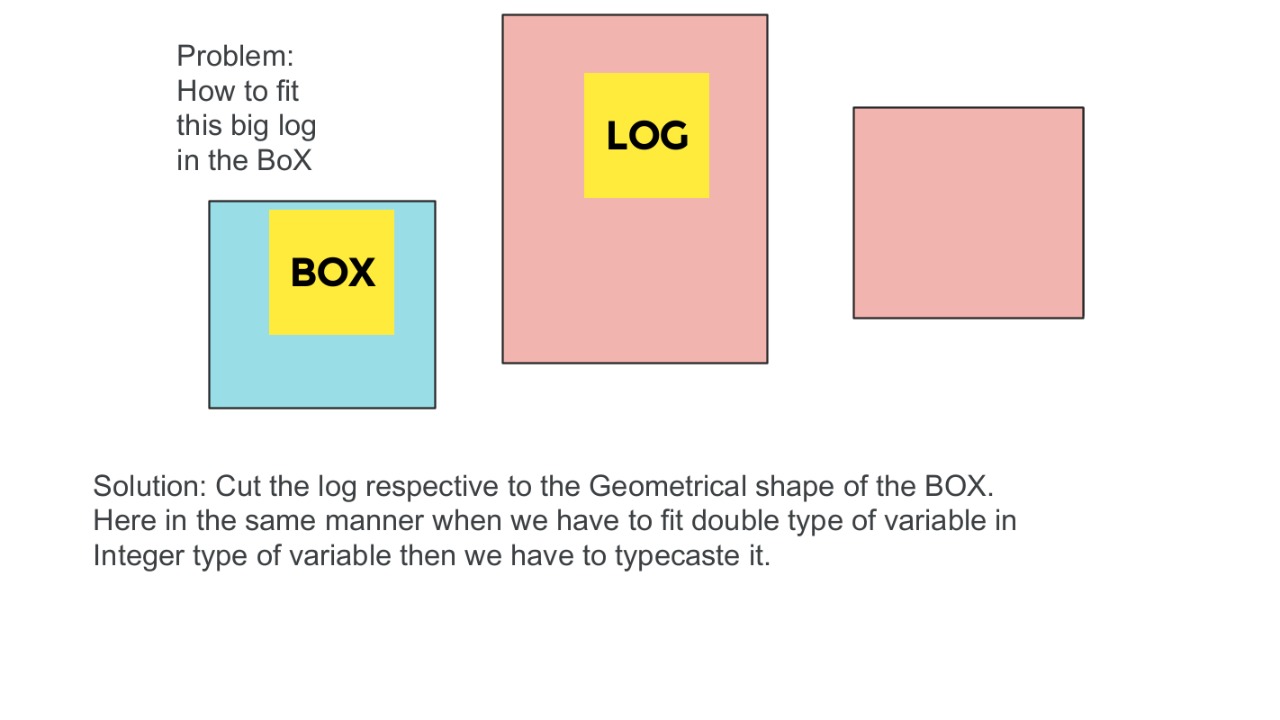 Problem:
How to fit
this big log
in the BoX
LOG
BOX
Solution: Cut the log respective to the Geometrical shape of the BOX.
Here in the same manner when we have to fit double type of variable in
Integer type of variable then we have to typecaste it.